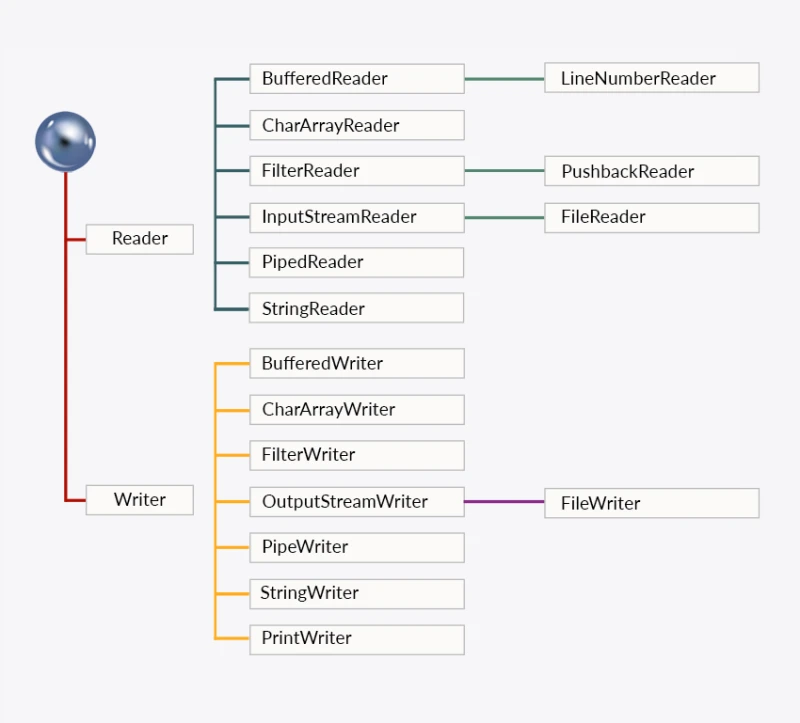 BufferedReader
LineNumberReader
CharArrayReader
FilterReader
PushbackReader
InputStreamReader
FileReader
Reader
PipedReader
StringReader
BufferedWriter
CharArrayWriter
FilterWriter
Writer
OutputStreamWriter
FileWriter
PipeWriter
StringWriter
PrintWriter